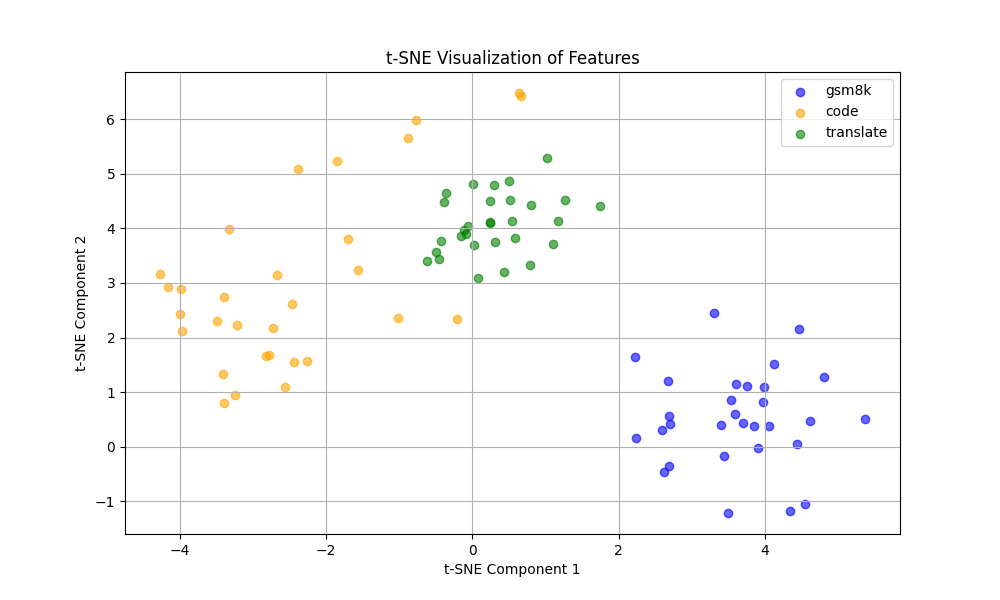 t-SNE Visualization of Features
gsm8k
code
translate
6
5
4
3
2
1
0
−1
t-SNE Component 2
−4
−2
0
2
4
t-SNE Component 1